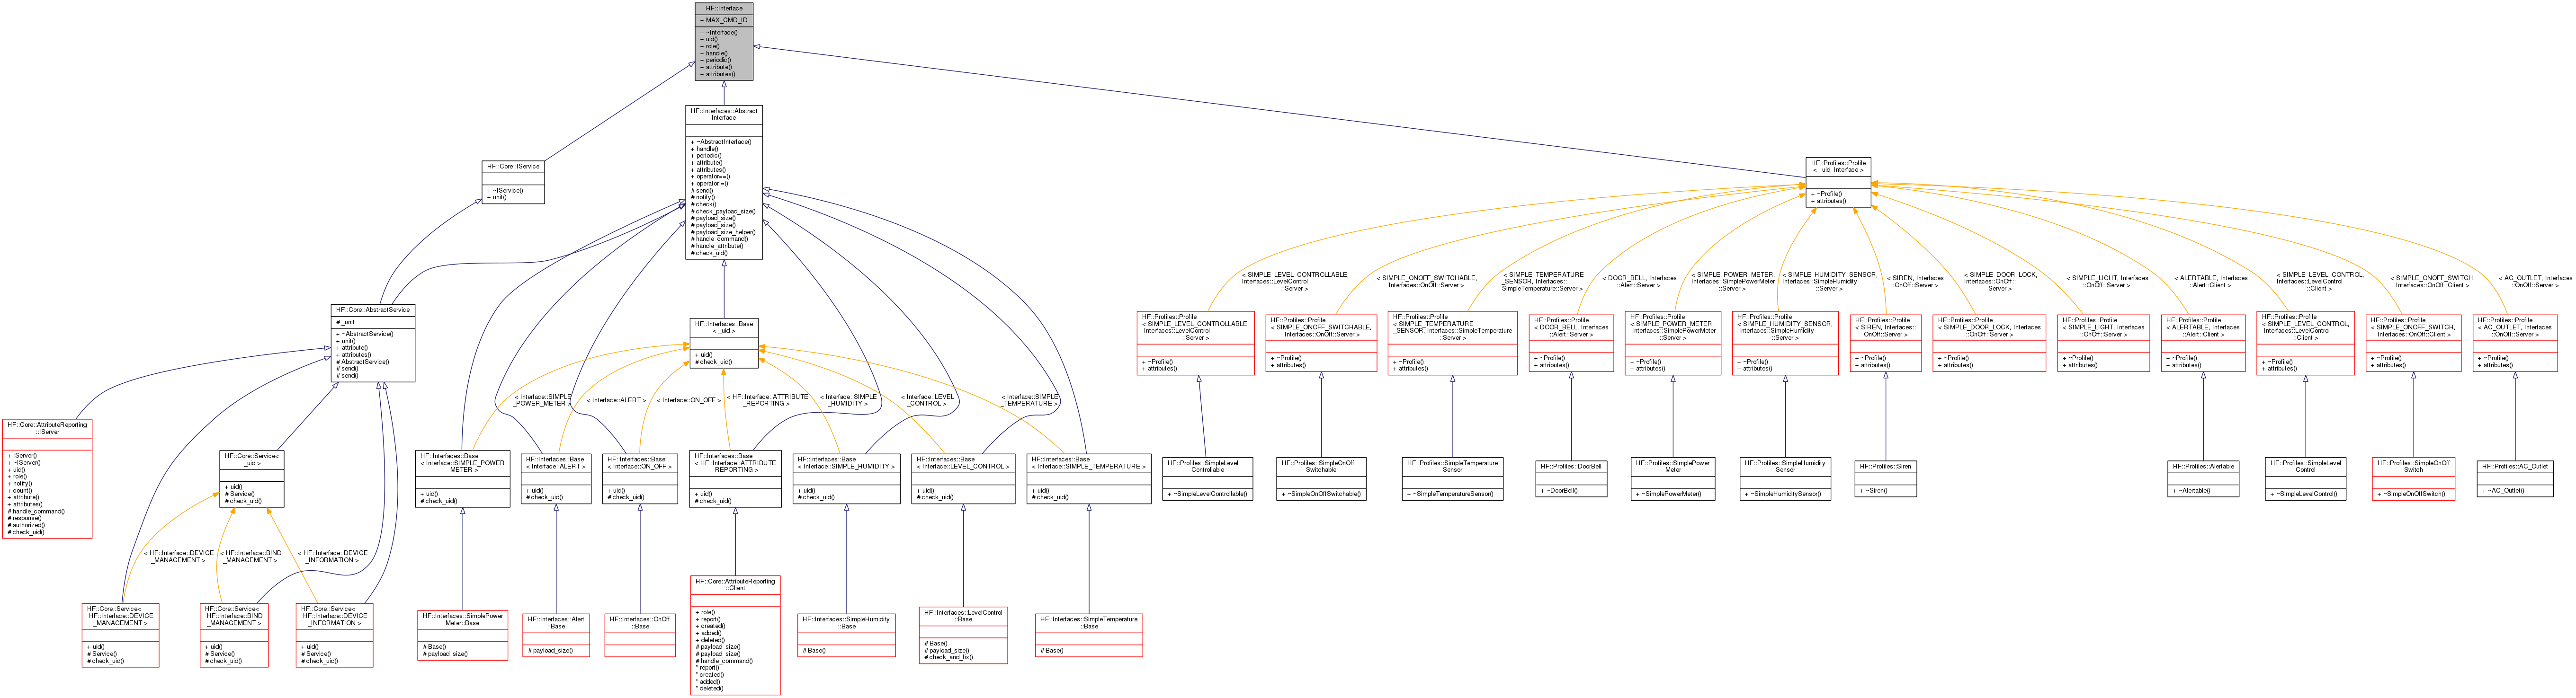 HF::Interface
+ MAX_CMD_ID
+ ~Interface()
+ uid()
+ role()
+ handle()
+ periodic()
+ attribute()
+ attributes()
HF::Interfaces::Abstract
Interface
+ ~AbstractInterface()
+ handle()
+ periodic()
+ attribute()
+ attributes()
+ operator==()
+ operator!=()
# send()
# notify()
# check()
# check_payload_size()
# payload_size()
# payload_size()
# payload_size_helper()
# handle_command()
# handle_attribute()
# check_uid()
HF::Core::IService
+ ~IService()
+ unit()
HF::Profiles::Profile
< _uid, Interface >
+ ~Profile()
+ attributes()
< SIMPLE_LEVEL_CONTROLLABLE,
Interfaces::LevelControl
::Server >
< SIMPLE_ONOFF_SWITCHABLE,
Interfaces::OnOff::Server >
< SIMPLE_TEMPERATURE
_SENSOR, Interfaces::
SimpleTemperature::Server >
< DOOR_BELL, Interfaces
::Alert::Server >
< SIMPLE_POWER_METER,
Interfaces::SimplePowerMeter
::Server >
< SIMPLE_HUMIDITY_SENSOR,
Interfaces::SimpleHumidity
::Server >
< SIREN, Interfaces
::OnOff::Server >
< SIMPLE_DOOR_LOCK,
Interfaces::OnOff::
Server >
< SIMPLE_LIGHT, Interfaces
::OnOff::Server >
< ALERTABLE, Interfaces
::Alert::Client >
< SIMPLE_LEVEL_CONTROL,
Interfaces::LevelControl
::Client >
< SIMPLE_ONOFF_SWITCH,
Interfaces::OnOff::Client >
< AC_OUTLET, Interfaces
::OnOff::Server >
HF::Core::AbstractService
# _unit
+ ~AbstractService()
+ unit()
+ attribute()
+ attributes()
# AbstractService()
# send()
# send()
HF::Interfaces::Base
< _uid >
+ uid()
# check_uid()
HF::Profiles::Profile
< SIMPLE_LEVEL_CONTROLLABLE,
Interfaces::LevelControl
::Server >
+ ~Profile()
+ attributes()
HF::Profiles::Profile
< SIMPLE_ONOFF_SWITCHABLE,
Interfaces::OnOff::Server >
+ ~Profile()
+ attributes()
HF::Profiles::Profile
< SIMPLE_TEMPERATURE
_SENSOR, Interfaces::SimpleTemperature
::Server >
+ ~Profile()
+ attributes()
HF::Profiles::Profile
< DOOR_BELL, Interfaces
::Alert::Server >
+ ~Profile()
+ attributes()
HF::Profiles::Profile
< SIMPLE_POWER_METER,
Interfaces::SimplePowerMeter
::Server >
+ ~Profile()
+ attributes()
HF::Profiles::Profile
< SIMPLE_HUMIDITY_SENSOR,
Interfaces::SimpleHumidity
::Server >
+ ~Profile()
+ attributes()
HF::Profiles::Profile
< SIREN, Interfaces::
OnOff::Server >
+ ~Profile()
+ attributes()
HF::Profiles::Profile
< SIMPLE_DOOR_LOCK, Interfaces
::OnOff::Server >
+ ~Profile()
+ attributes()
HF::Profiles::Profile
< SIMPLE_LIGHT, Interfaces
::OnOff::Server >
+ ~Profile()
+ attributes()
HF::Profiles::Profile
< ALERTABLE, Interfaces
::Alert::Client >
+ ~Profile()
+ attributes()
HF::Profiles::Profile
< SIMPLE_LEVEL_CONTROL,
Interfaces::LevelControl
::Client >
+ ~Profile()
+ attributes()
HF::Profiles::Profile
< SIMPLE_ONOFF_SWITCH,
Interfaces::OnOff::Client >
+ ~Profile()
+ attributes()
HF::Profiles::Profile
< AC_OUTLET, Interfaces
::OnOff::Server >
+ ~Profile()
+ attributes()
< Interface::SIMPLE
_POWER_METER >
< Interface::ALERT >
< Interface::ON_OFF >
< HF::Interface::ATTRIBUTE
_REPORTING >
< Interface::SIMPLE
_HUMIDITY >
< Interface::LEVEL
_CONTROL >
< Interface::SIMPLE
_TEMPERATURE >
HF::Core::AttributeReporting
::IServer
+ IServer()
+ ~IServer()
+ uid()
+ role()
+ notify()
+ count()
+ attribute()
+ attributes()
# handle_command()
# response()
# authorized()
# check_uid()
HF::Core::Service<
_uid >
+ uid()
# Service()
# check_uid()
HF::Interfaces::Base
< Interface::SIMPLE_POWER
_METER >
+ uid()
# check_uid()
HF::Interfaces::Base
< Interface::ALERT >
+ uid()
# check_uid()
HF::Interfaces::Base
< Interface::ON_OFF >
+ uid()
# check_uid()
HF::Interfaces::Base
< HF::Interface::ATTRIBUTE
_REPORTING >
+ uid()
# check_uid()
HF::Interfaces::Base
< Interface::SIMPLE_HUMIDITY >
+ uid()
# check_uid()
HF::Interfaces::Base
< Interface::LEVEL_CONTROL >
+ uid()
# check_uid()
HF::Interfaces::Base
< Interface::SIMPLE_TEMPERATURE >
+ uid()
# check_uid()
HF::Profiles::SimpleLevel
Controllable
+ ~SimpleLevelControllable()
HF::Profiles::SimpleOnOff
Switchable
+ ~SimpleOnOffSwitchable()
HF::Profiles::SimpleTemperature
Sensor
+ ~SimpleTemperatureSensor()
HF::Profiles::DoorBell
+ ~DoorBell()
HF::Profiles::SimplePower
Meter
+ ~SimplePowerMeter()
HF::Profiles::SimpleHumidity
Sensor
+ ~SimpleHumiditySensor()
HF::Profiles::Siren
+ ~Siren()
HF::Profiles::Alertable
+ ~Alertable()
HF::Profiles::SimpleLevel
Control
+ ~SimpleLevelControl()
HF::Profiles::SimpleOnOff
Switch
+ ~SimpleOnOffSwitch()
HF::Profiles::AC_Outlet
+ ~AC_Outlet()
< HF::Interface::DEVICE
_MANAGEMENT >
< HF::Interface::BIND
_MANAGEMENT >
< HF::Interface::DEVICE
_INFORMATION >
HF::Core::Service<
HF::Interface::DEVICE
_MANAGEMENT >
+ uid()
# Service()
# check_uid()
HF::Core::Service<
HF::Interface::BIND
_MANAGEMENT >
+ uid()
# Service()
# check_uid()
HF::Core::Service<
HF::Interface::DEVICE
_INFORMATION >
+ uid()
# Service()
# check_uid()
HF::Interfaces::SimplePower
Meter::Base
# Base()
# payload_size()
HF::Interfaces::Alert
::Base
# payload_size()
HF::Interfaces::OnOff
::Base
HF::Core::AttributeReporting
::Client
+ role()
+ report()
+ created()
+ added()
+ deleted()
# payload_size()
# payload_size()
# handle_command()
* report()
* created()
* added()
* deleted()
HF::Interfaces::SimpleHumidity
::Base
# Base()
HF::Interfaces::LevelControl
::Base
# Base()
# payload_size()
# check_and_fix()
HF::Interfaces::SimpleTemperature
::Base
# Base()